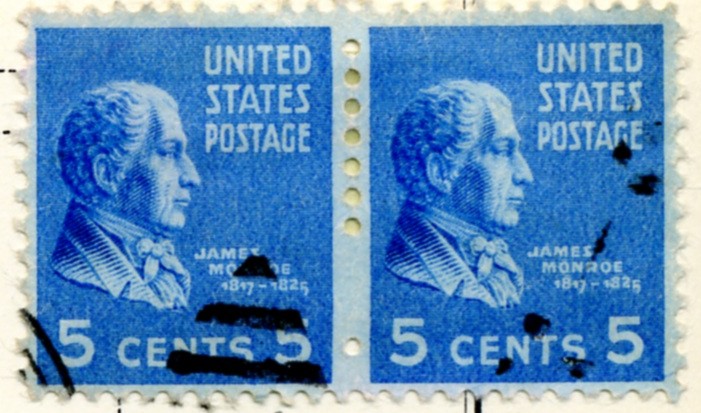 UNITED
STATES
POSTAGE
JAMES
MONROE
1817-1825
5 CENTS 5
UNITED
STATES
POSTAGE
JAMES
MONROE
1817-1825
5 CENTS 5